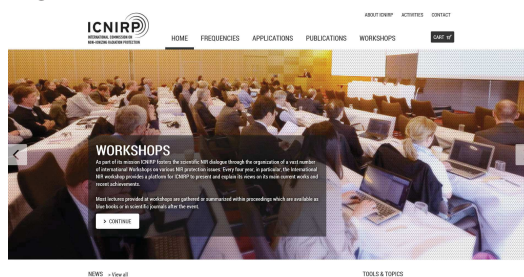 ABOUT ICNIRP ACTIVITIES CONTACT
ICNIRP
INTERNATIONAL COMMISSION ON
NON-IONIZING RADIATION PROTECTION
HOME FREQUENCIES APPLICATIONS PUBLICATIONS WORKSHOPS
CART
WORKSHOPS
As part of its mission ICNIRP fosters the scientific NIR dialogue through the organization of a vast number
of international Workshops on various NIR protection issues. Every four year, in particular, the International
NIR workshop provides a platform for ICNIRP to present and explain its views on its main current works and
recent achievements.
Most lectures provided at workshops are gathered or summarized within proceedings which are available as
blue books or in scientific journals after the event.
> CONTINUE
NEWS » View all
TOOLS & TOPICS